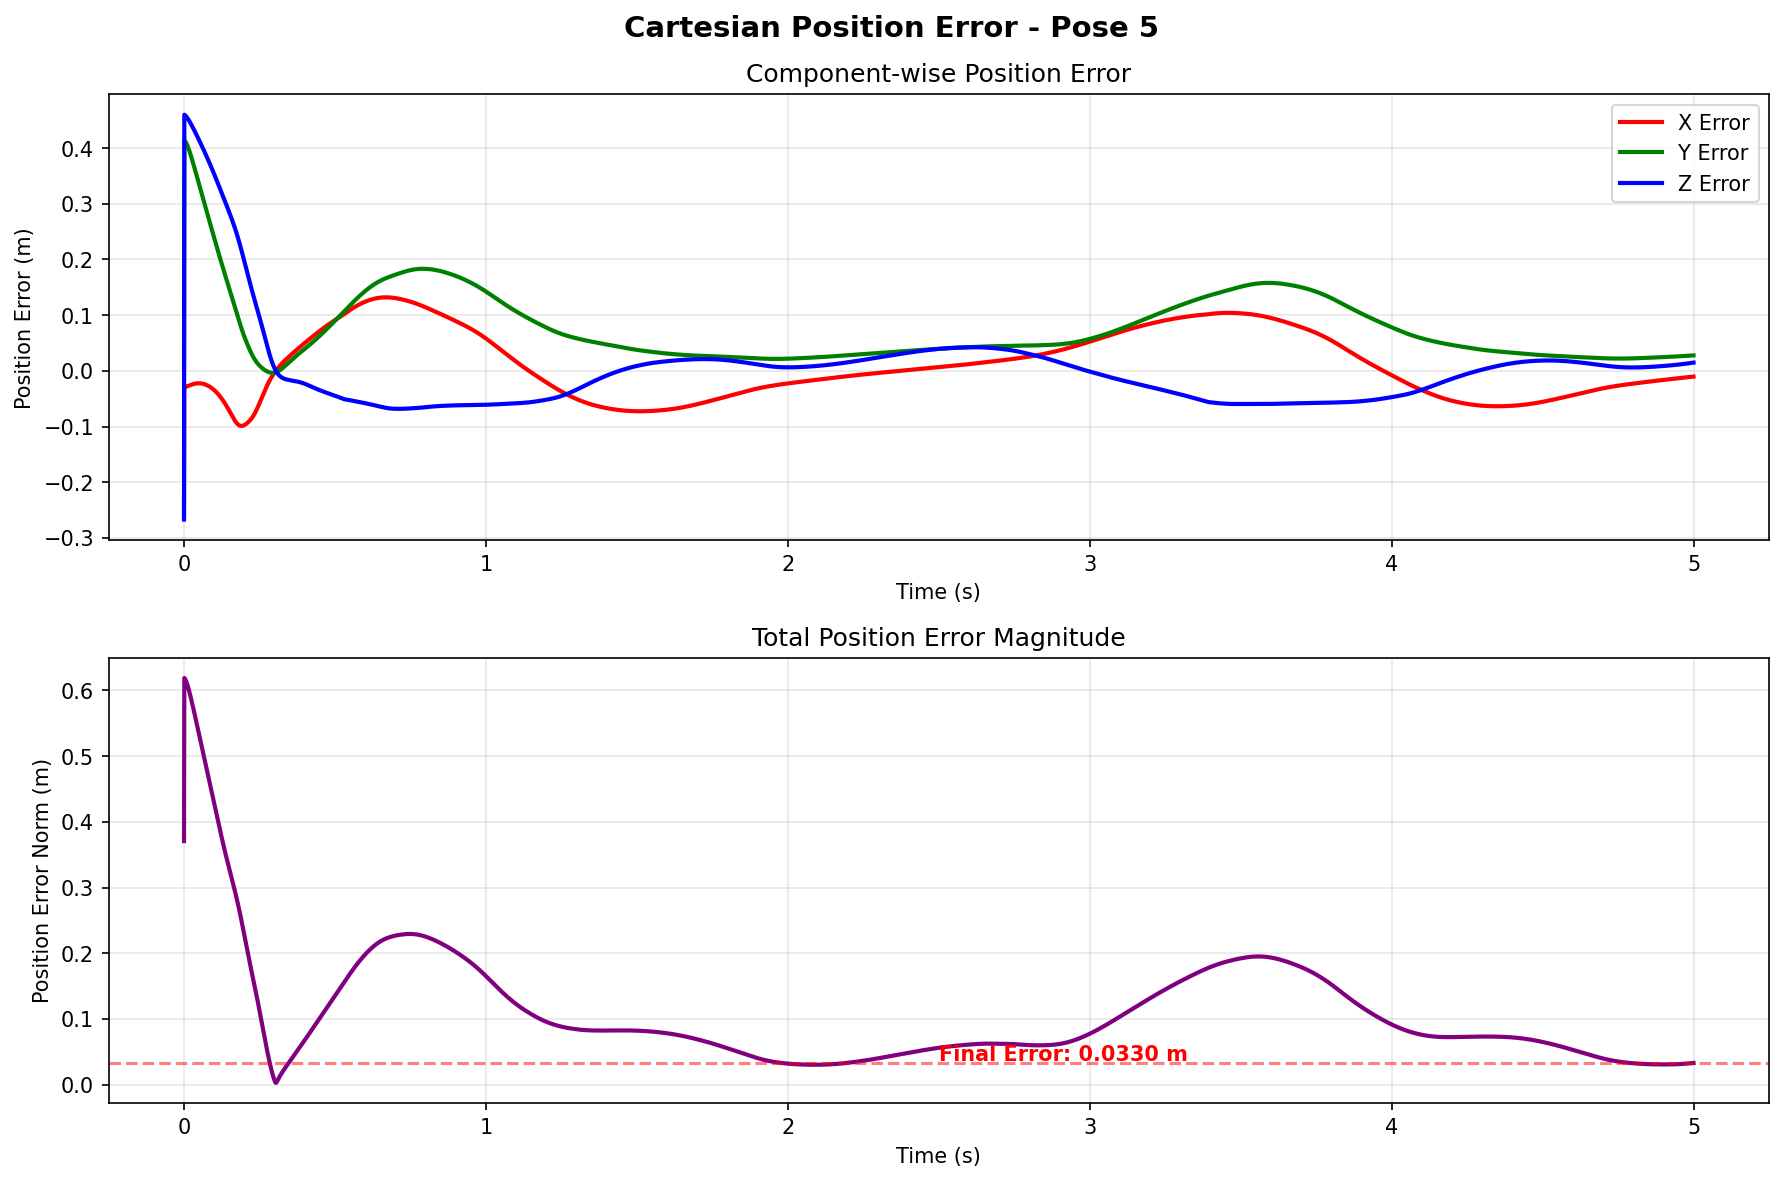 Cartesian Position Error - Pose 5
Component-wise Position Error
Position Error (m)
0.4
0.3
0.2
0.1
0.0
−0.1
−0.2
−0.3
X Error
Y Error
Z Error
0 1 2 3 4 5
Time (s)
Total Position Error Magnitude
Position Error Norm (m)
0.6
0.5
0.4
0.3
0.2
0.1
0.0
Final Error: 0.0330 m
0 1 2 3 4 5
Time (s)